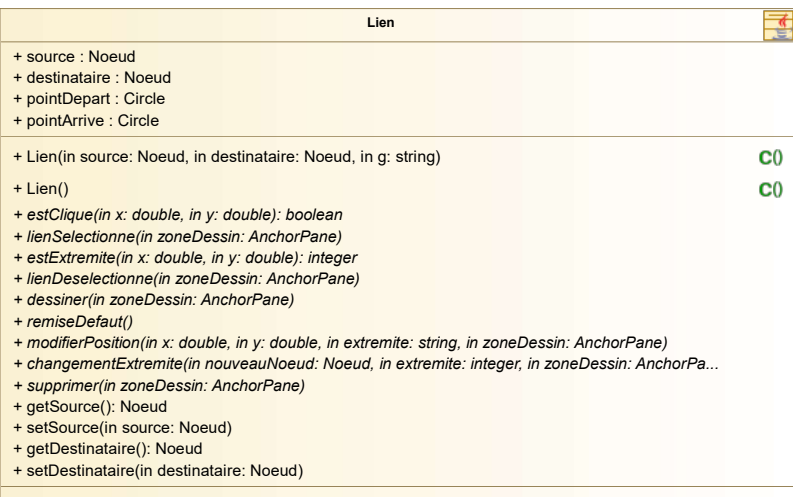 Lien
+ source : Noeud
+ destinataire : Noeud
+ pointDepart : Circle
+ pointArrive : Circle
+ Lien(in source: Noeud, in destinataire: Noeud, in g: string) C()
+ Lien() C()
+ estClique(in x: double, in y: double): boolean
+ lienSelectionne(in zoneDessin: AnchorPane)
+ estExtremite(in x: double, in y: double): integer
+ lienDeselectionne(in zoneDessin: AnchorPane)
+ dessiner(in zoneDessin: AnchorPane)
+ remiseDefaut()
+ modifierPosition(in x: double, in y: double, in extremite: string, in zoneDessin: AnchorPane)
+ changementExtremite(in nouveauNoeud: Noeud, in extremite: integer, in zoneDessin: AnchorPa...
+ supprimer(in zoneDessin: AnchorPane)
+ getSource(): Noeud
+ setSource(in source: Noeud)
+ getDestinataire(): Noeud
+ setDestinataire(in destinataire: Noeud)